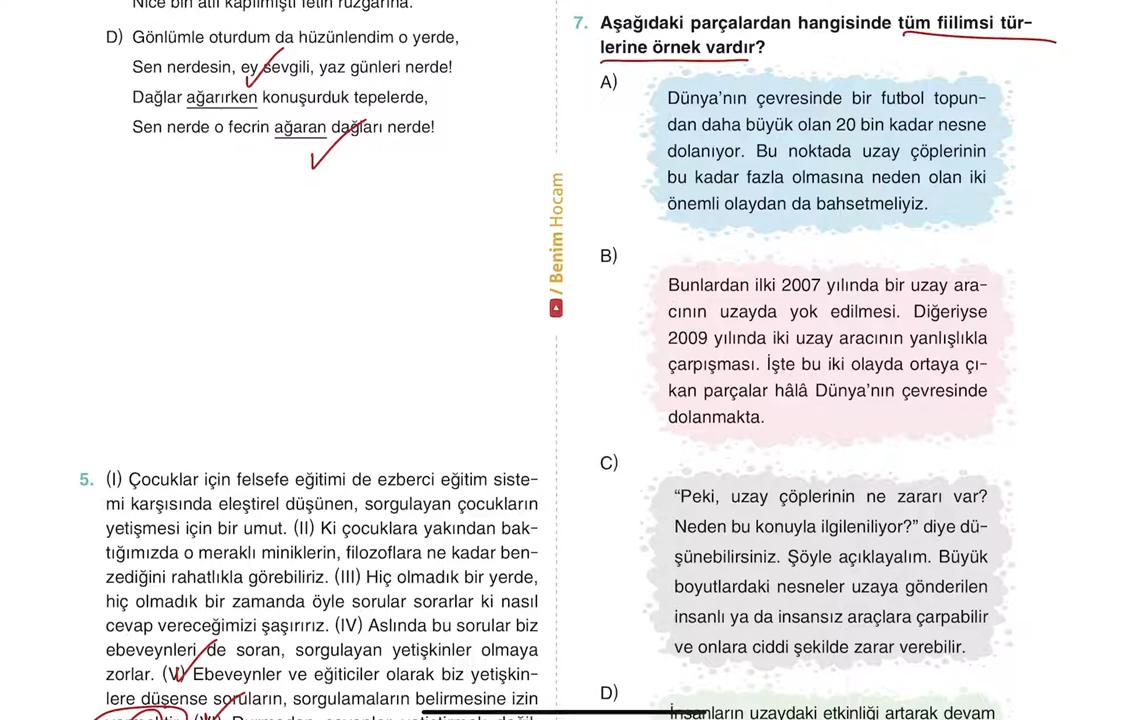 Nice bin atlı kapılmıştı fetih rüzgârına.
D) Gönlümle oturdum da hüzünlendim o yerde,
Sen nerdesin, ey sevgili, yaz günleri nerde!
Dağlar ağarırken konuşurduk tepelerde,
Sen nerde o fecrin ağaran dağları nerde!
5. (I) Çocuklar için felsefe eğitimi de ezberci eğitim siste-
mi karşısında eleştirel düşünen, sorgulayan çocukların
yetişmesi için bir umut. (II) Ki çocuklara yakından bak-
tığımızda o meraklı miniklerin, filozoflara ne kadar ben-
zediğini rahatlıkla görebiliriz. (III) Hiç olmadık bir yerde,
hiç olmadık bir zamanda öyle sorular sorarlar ki nasıl
cevap vereceğimizi şaşırırız. (IV) Aslında bu sorular biz
ebeveynleri de soran, sorgulayan yetişkinler olmaya
zorlar. (V) Ebeveynler ve eğiticiler olarak biz yetişkin-
lere düşense soruların, sorgulamaların belirmesine izin
/ Benim Hocam
7. Aşağıdaki parçalardan hangisinde tüm fiilimsi tür-
lerine örnek vardır?
A)
Dünya’nın çevresinde bir futbol topun-
dan daha büyük olan 20 bin kadar nesne
dolanıyor. Bu noktada uzay çöplerinin
bu kadar fazla olmasına neden olan iki
önemli olaydan da bahsetmeliyiz.
B)
Bunlardan ilki 2007 yılında bir uzay ara-
cının uzayda yok edilmesi. Diğeriyse
2009 yılında iki uzay aracının yanlışlıkla
çarpışması. İşte bu iki olayda ortaya çı-
kan parçalar hâlâ Dünya’nın çevresinde
dolanmakta.
C)
“Peki, uzay çöplerinin ne zararı var?
Neden bu konuyla ilgileniliyor?” diye dü-
şünebilirsiniz. Şöyle açıklayalım. Büyük
boyutlardaki nesneler uzaya gönderilen
insanlı ya da insansız araçlara çarpabilir
ve onlara ciddi şekilde zarar verebilir.
D)
İnsanların uzaydaki etkinliği artarak devam